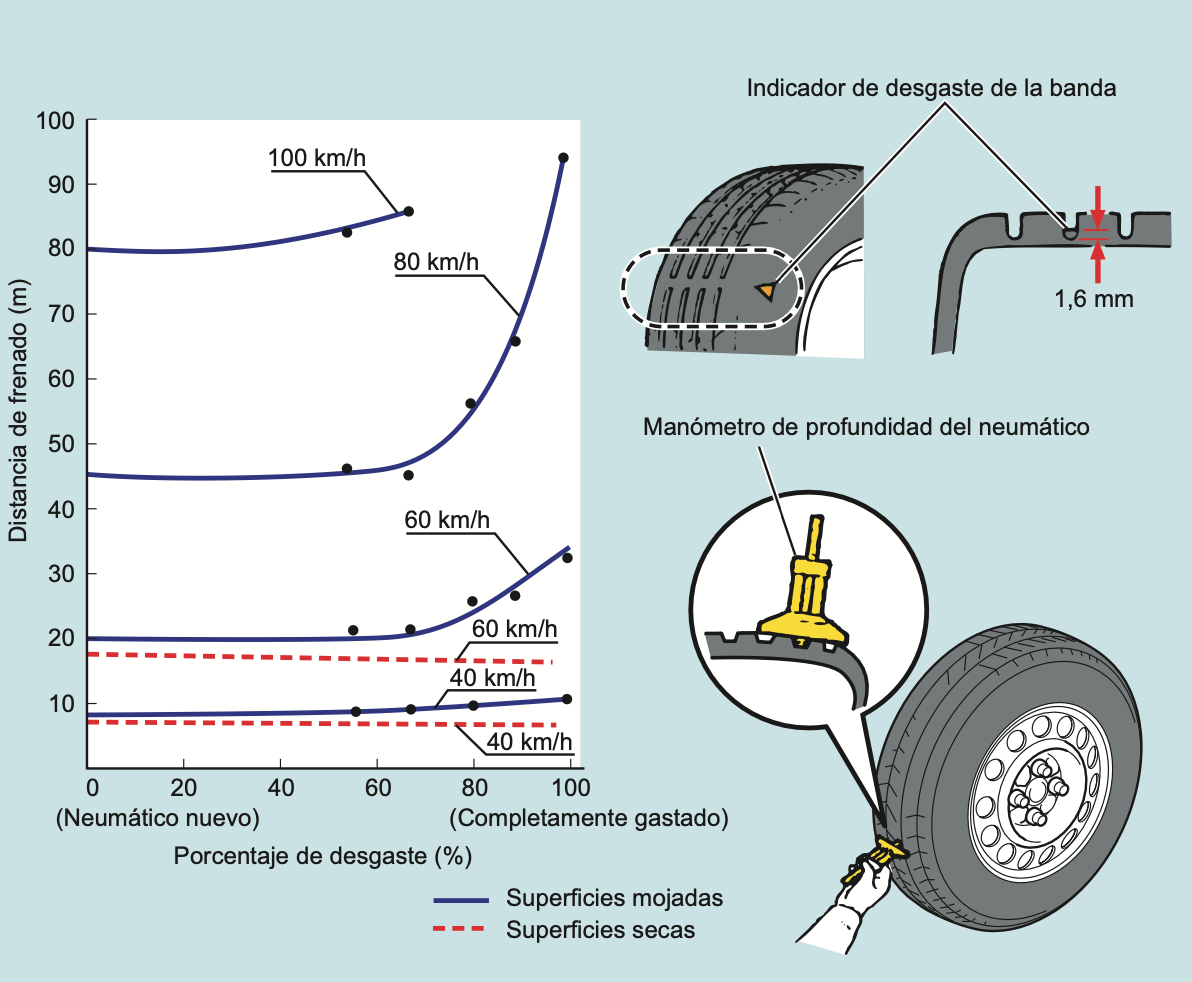 Indicador de desgaste de la banda
1,6 mm
Manómetro de profundidad del neumático
Distancia de frenado (m)
100
90
80
70
60
50
40
30
20
10
100 km/h
80 km/h
60 km/h
60 km/h
40 km/h
40 km/h
0 20 40 60 80 100
(Neumático nuevo) (Completamente gastado)
Porcentaje de desgaste (%)
Superficies mojadas
Superficies secas